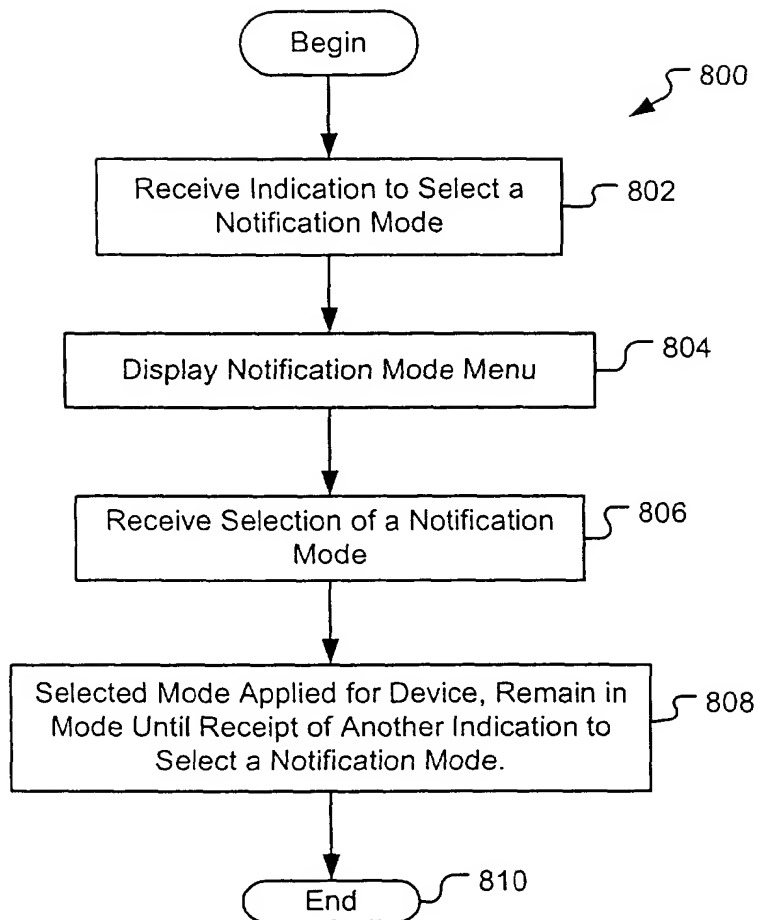 Begin
800
Receive Indication to Select a
Notification Mode
802
Display Notification Mode Menu
804
Receive Selection of a Notification
Mode
806
Selected Mode Applied for Device, Remain in
Mode Until Receipt of Another Indication to
Select a Notification Mode.
808
End
810